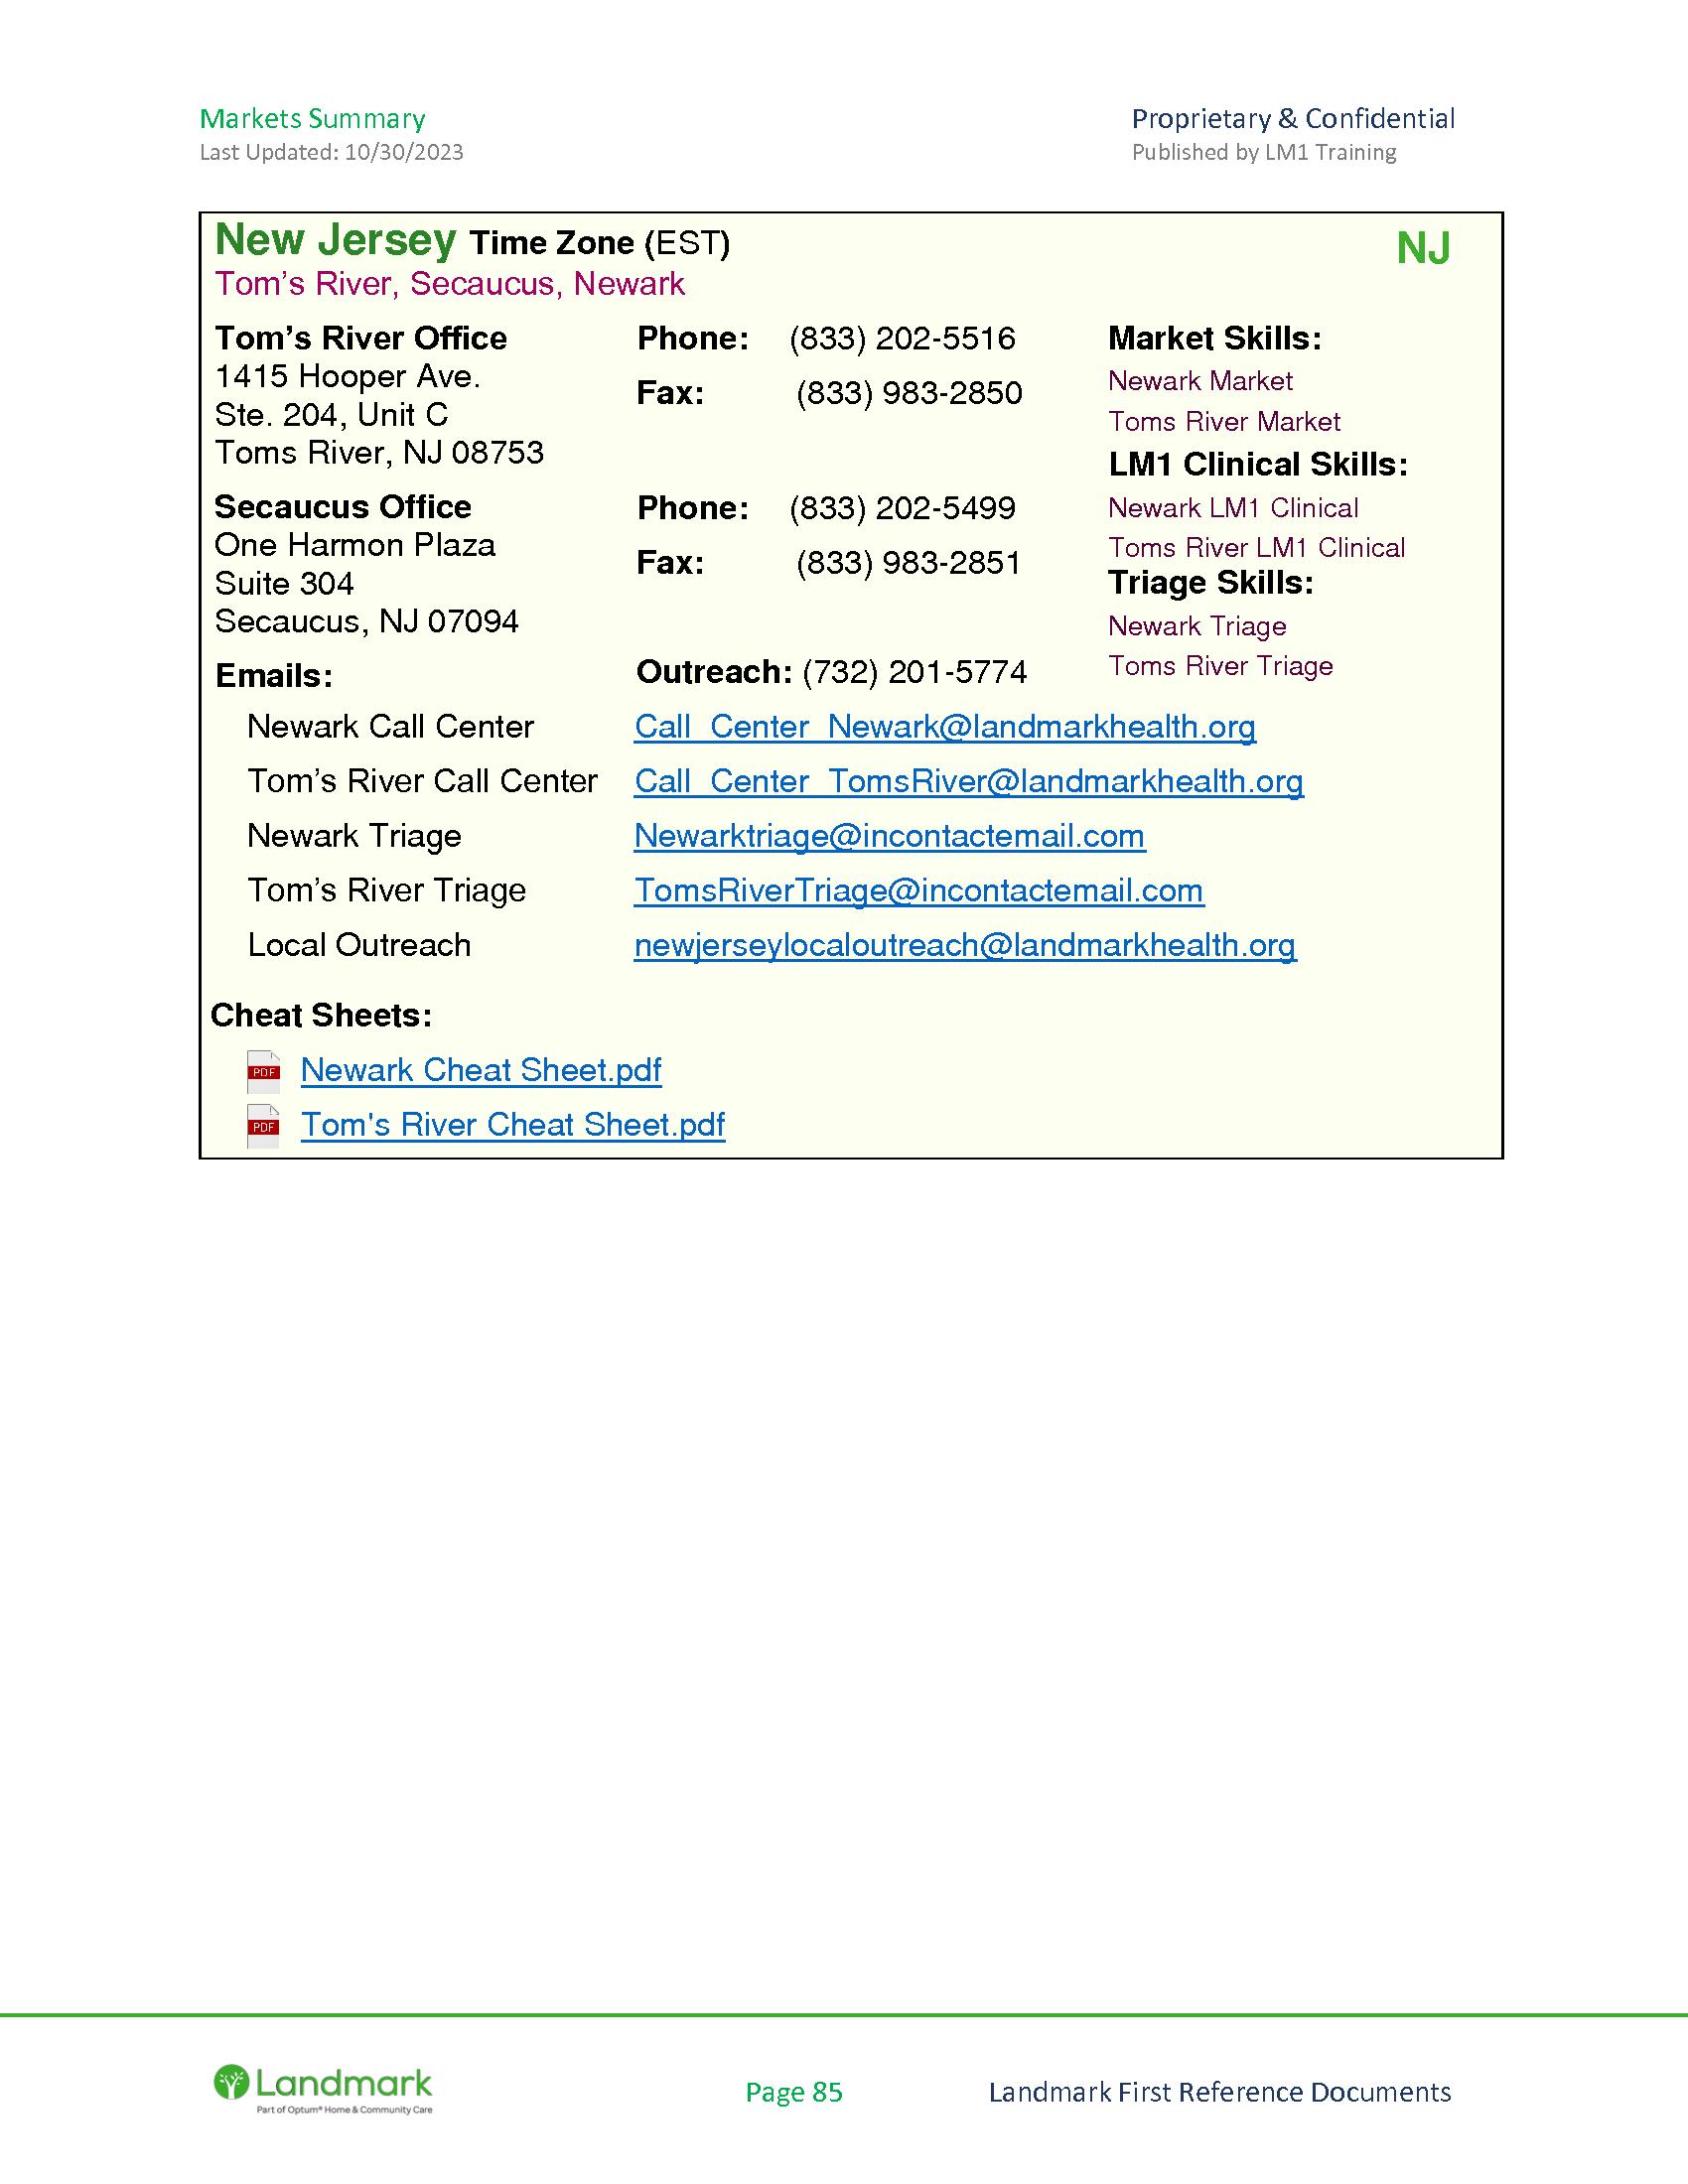 Markets Summary
Last Updated: 10/30/2023
Proprietary & Confidential
Published by LM1 Training
New Jersey Time Zone (EST)
NJ
Tom’s River, Secaucus, Newark
Tom’s River Office
1415 Hooper Ave.
Ste. 204, Unit C
Toms River, NJ 08753
Phone: (833) 202-5516
Fax: (833) 983-2850
Secaucus Office
One Harmon Plaza
Suite 304
Secaucus, NJ 07094
Phone: (833) 202-5499
Fax: (833) 983-2851
Market Skills:
Newark Market
Toms River Market
LM1 Clinical Skills:
Newark LM1 Clinical
Toms River LM1 Clinical
Triage Skills:
Newark Triage
Toms River Triage
Emails:
Outreach: (732) 201-5774
Newark Call Center Call_Center_Newark@landmarkhealth.org
Tom’s River Call Center Call_Center_TomsRiver@landmarkhealth.org
Newark Triage Newarktriage@incontactemail.com
Tom’s River Triage TomsRiverTriage@incontactemail.com
Local Outreach newjerseylocaloutreach@landmarkhealth.org
Cheat Sheets:
PDF Newark Cheat Sheet.pdf
PDF Tom's River Cheat Sheet.pdf
Landmark
Part of Optum® Home & Community Care
Page 85
Landmark First Reference Documents